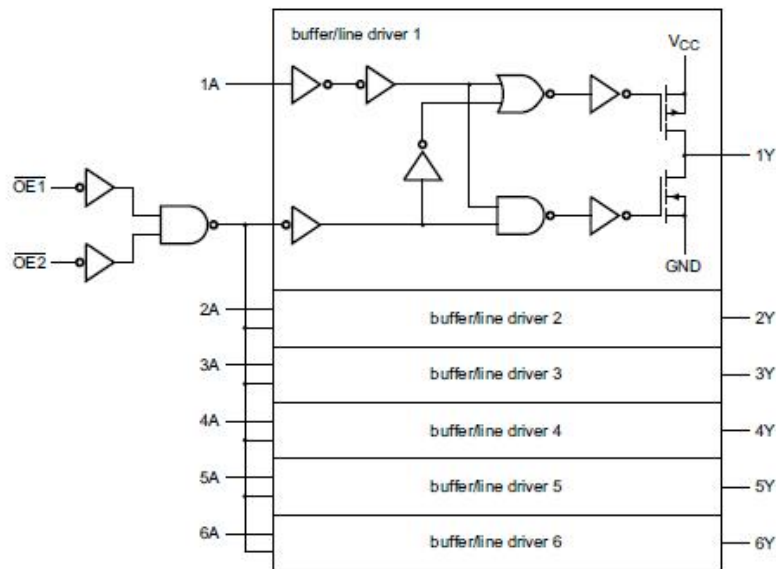 buffer/line driver 1
VCC
1A
1Y
OE1
OE2
GND
2A
buffer/line driver 2
2Y
3A
buffer/line driver 3
3Y
4A
buffer/line driver 4
4Y
5A
buffer/line driver 5
5Y
6A
buffer/line driver 6
6Y